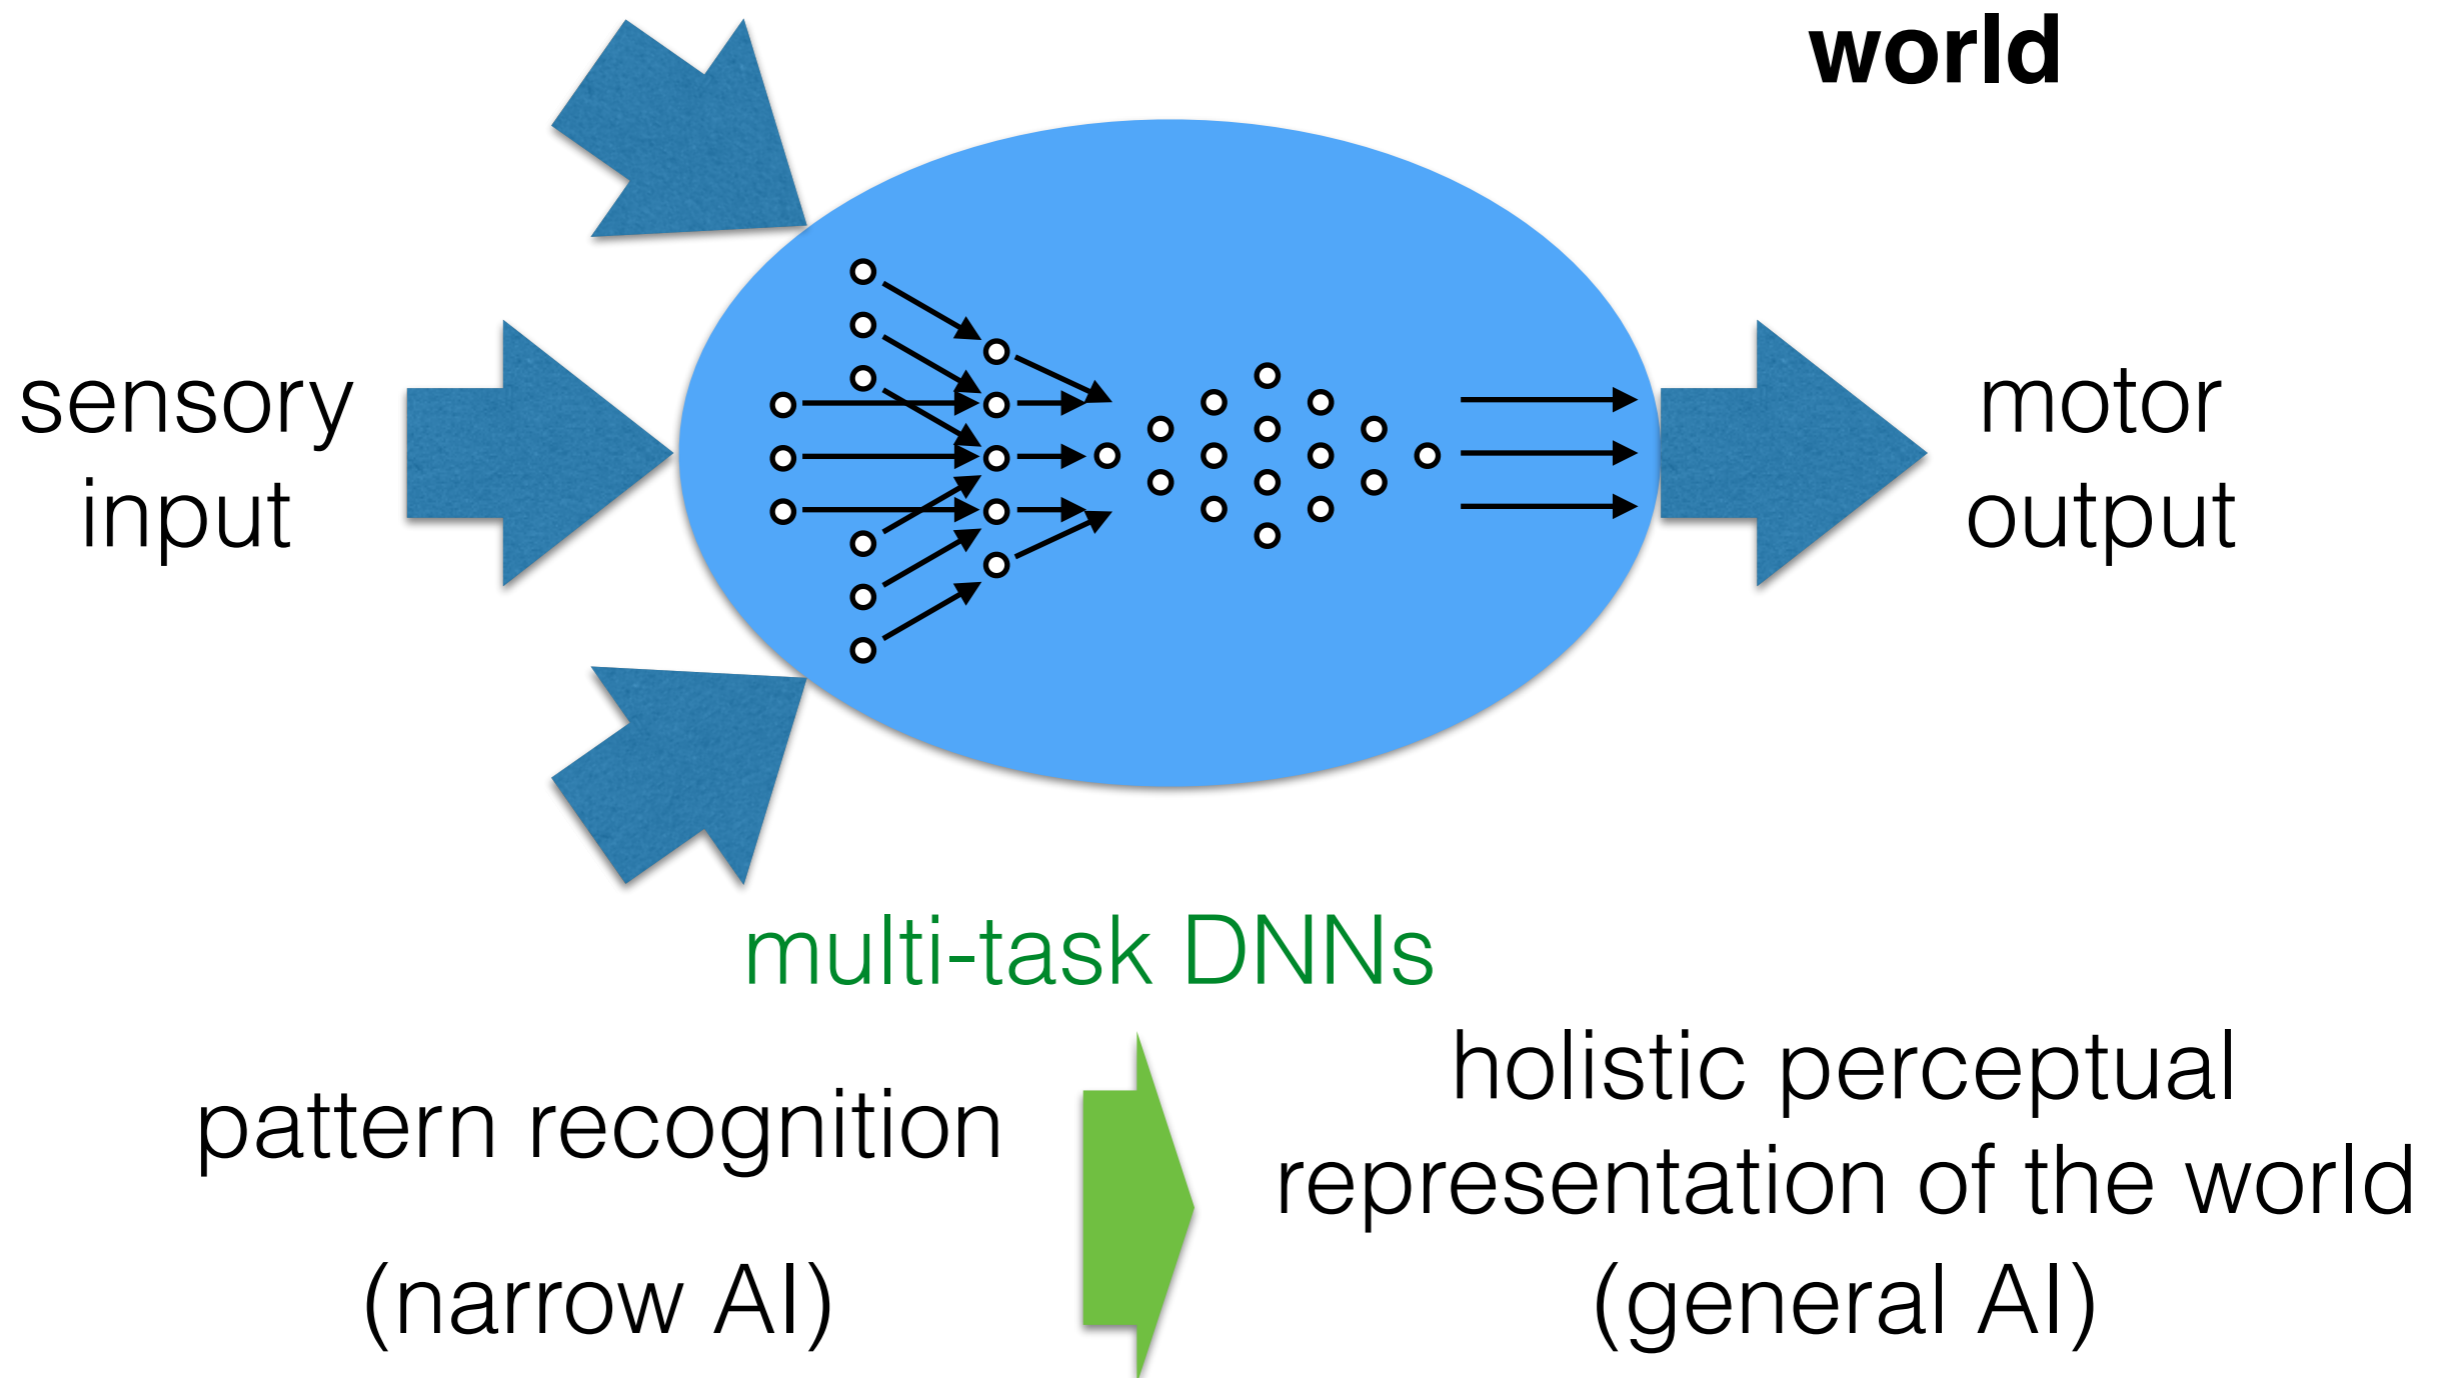 world
sensory
input
motor
output
multi-task DNNs
pattern recognition
(narrow AI)
holistic perceptual
representation of the world
(general AI)